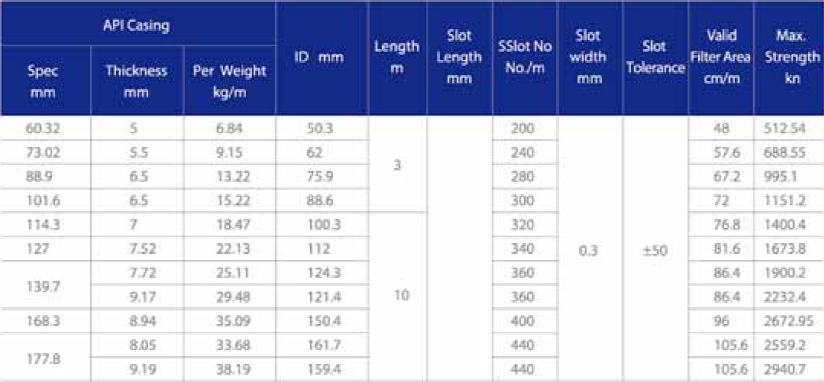 API Casing
ID mm
Length m
Slot Length mm
SSlot No No./m
Slot width mm
Slot Tolerance
Valid Filter Area cm/m
Max. Strength kn
Spec mm
Thickness mm
Per Weight kg/m
60.32 5 6.84 50.3 200 48 512.54
73.02 5.5 9.15 62 240 57.6 688.55
3
88.9 6.5 13.22 75.9 280 67.2 995.1
101.6 6.5 15.22 88.6 300 72 1151.2
114.3 7 18.47 100.3 320 76.8 1400.4
127 7.52 22.13 112 340 0.3 ±50 81.6 1673.8
139.7 7.72 25.11 124.3 360 86.4 1900.2
9.17 29.48 121.4 10 360 86.4 2232.4
168.3 8.94 35.09 150.4 400 96 2672.95
177.8 8.05 33.68 161.7 440 105.6 2559.2
9.19 38.19 159.4 440 105.6 2940.7